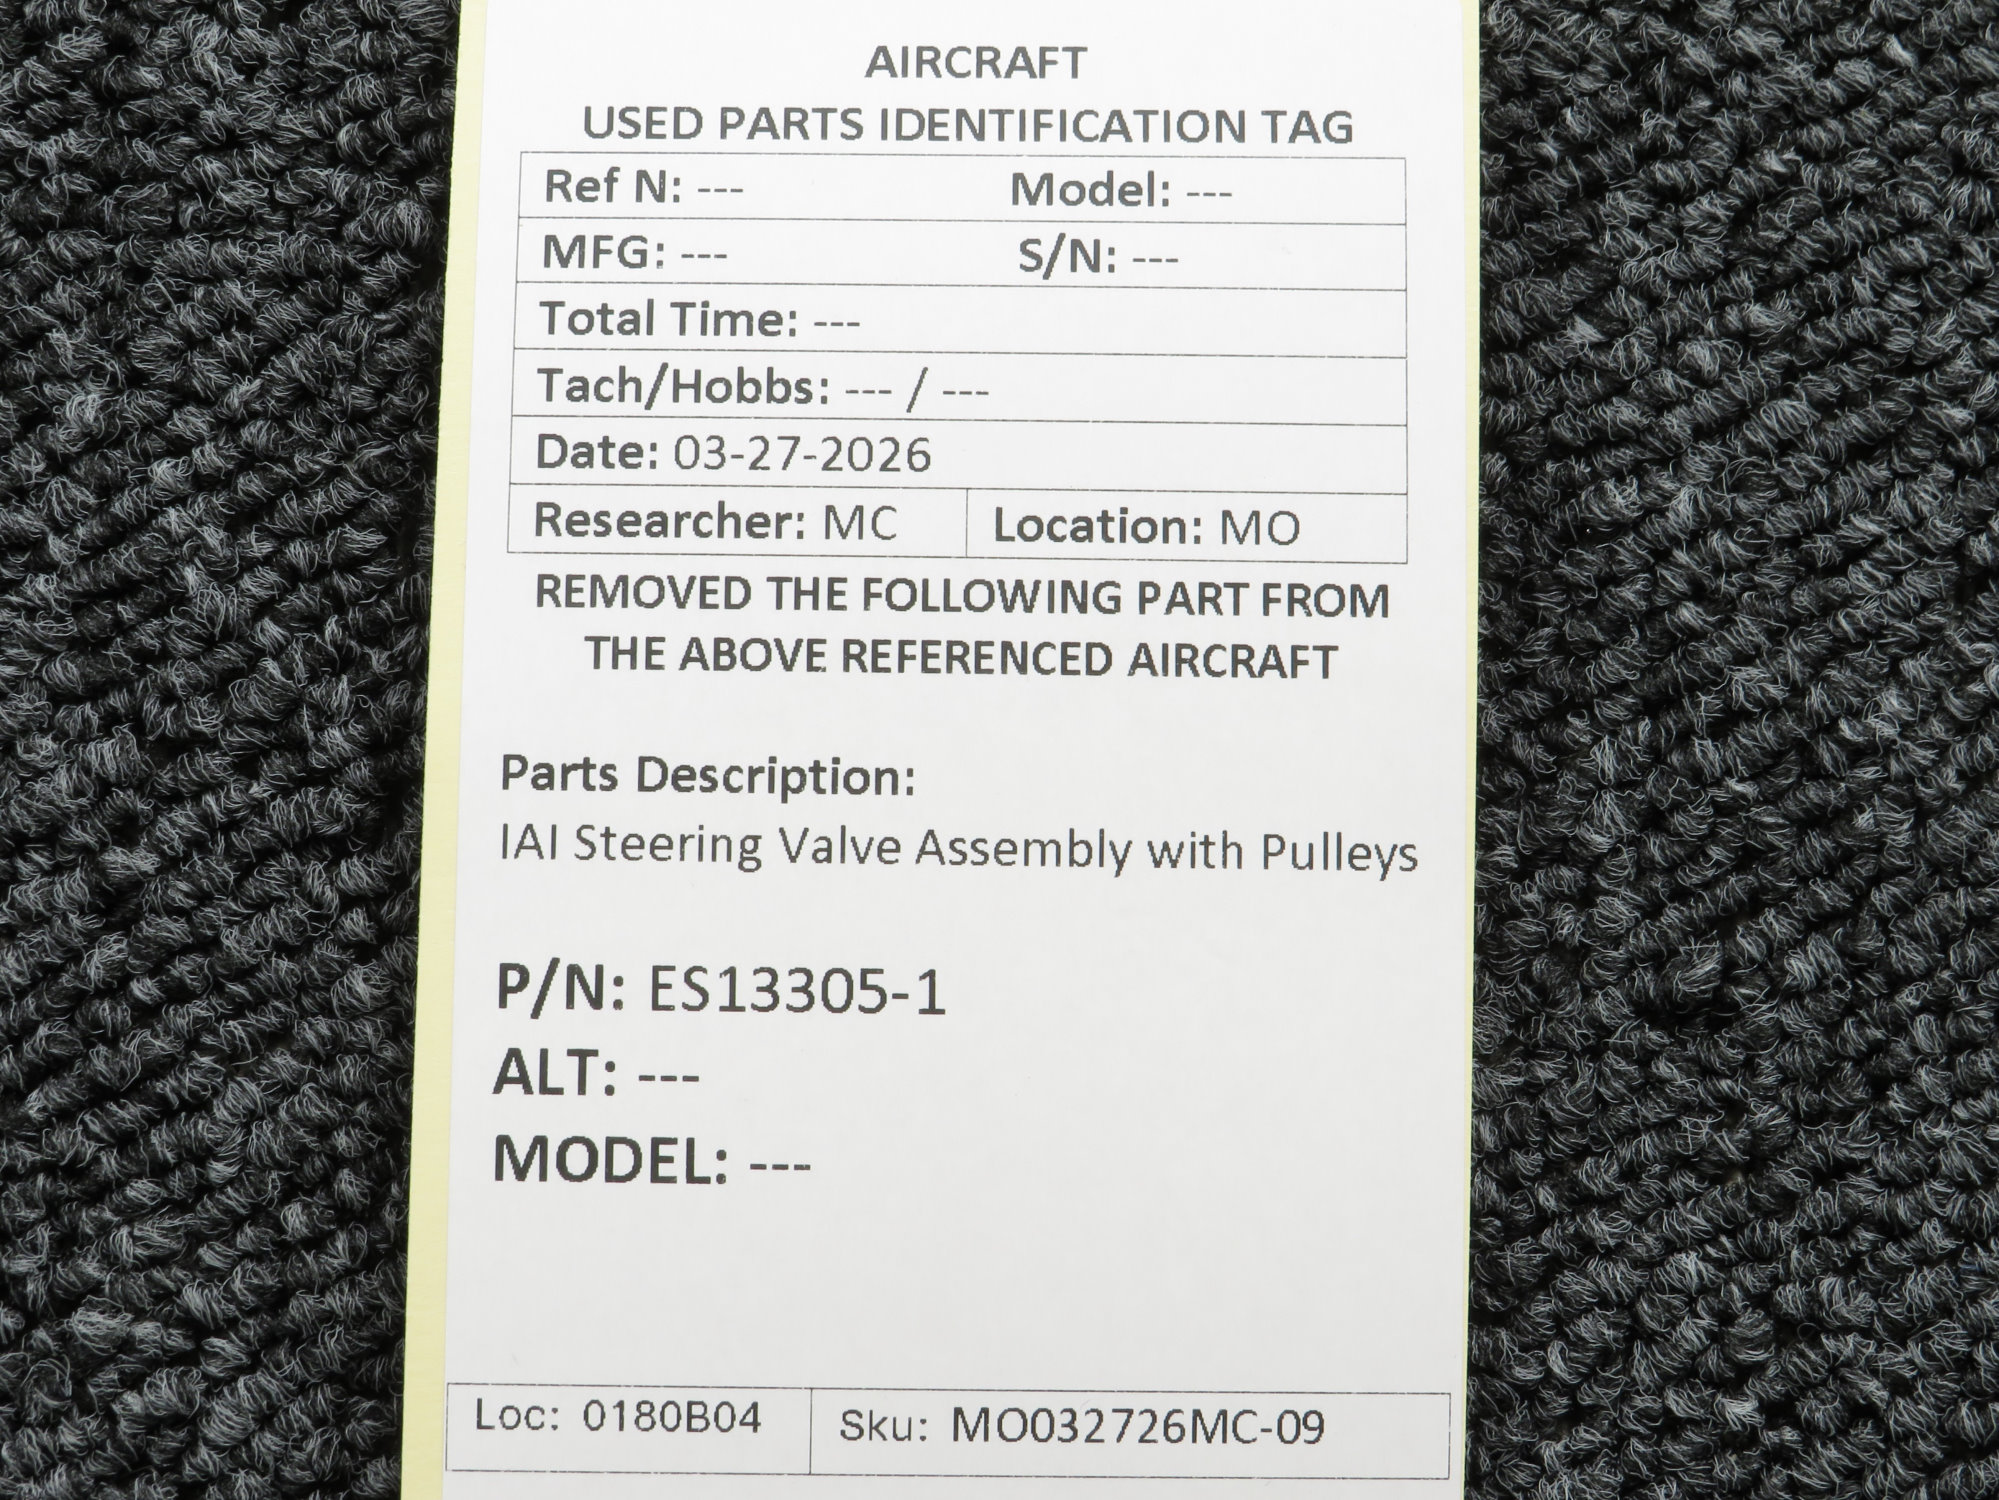 AIRCRAFT
USED PARTS IDENTIFICATION TAG
Ref N: --- Model: ---
MFG: --- S/N: ---
Total Time: ---
Tach/Hobbs: --- / ---
Date: 03-27-2026
Researcher: MC Location: MO
REMOVED THE FOLLOWING PART FROM
THE ABOVE REFERENCED AIRCRAFT
Parts Description:
IAI Steering Valve Assembly with Pulleys
P/N: ES13305-1
ALT: ---
MODEL: ---
Loc: 0180B04 Sku: MO032726MC-09